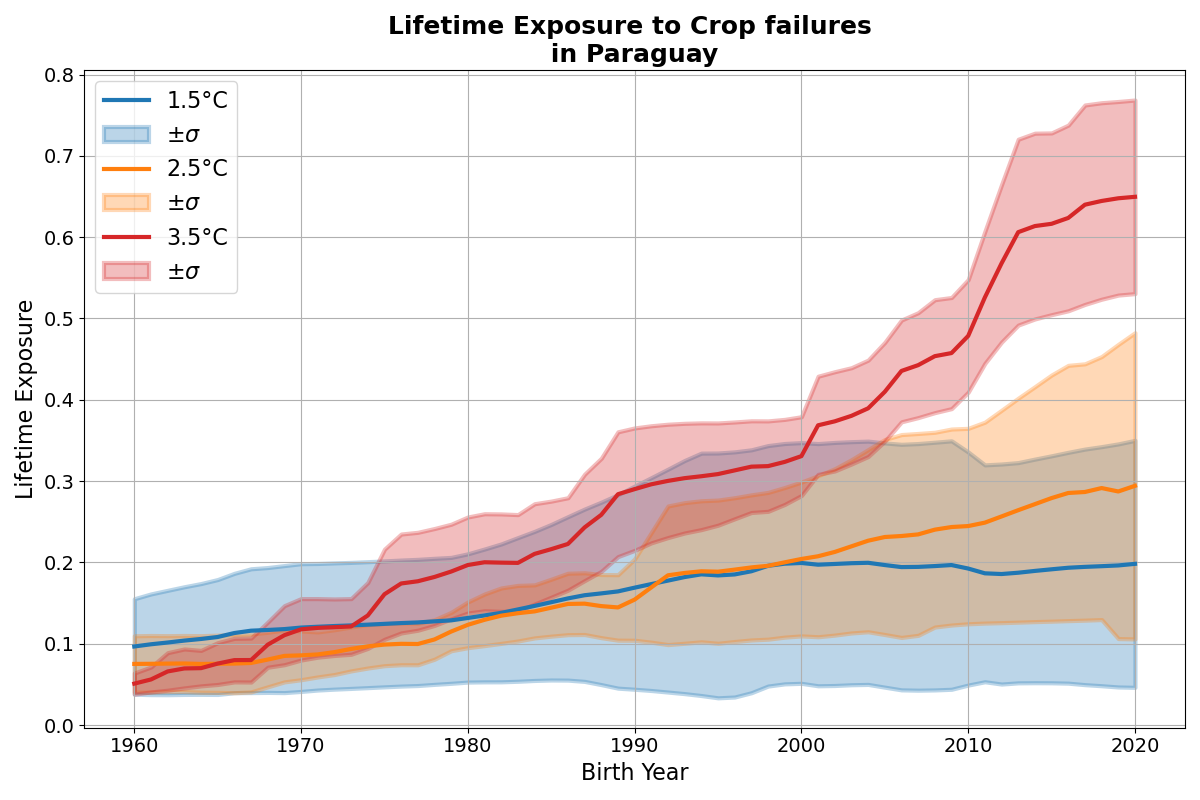 Lifetime Exposure to Crop failures
in Paraguay
1.5°C
±σ
2.5°C
±σ
3.5°C
±σ
Lifetime Exposure
0.8
0.7
0.6
0.5
0.4
0.3
0.2
0.1
0.0
1960 1970 1980 1990 2000 2010 2020
Birth Year